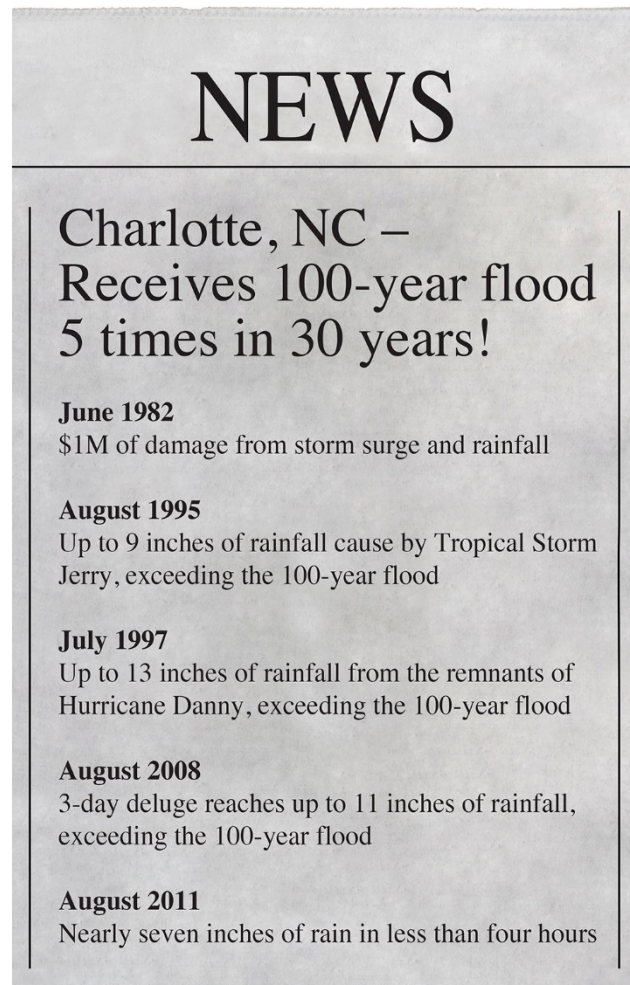 NEWS
Charlotte, NC –
Receives 100-year flood
5 times in 30 years!
June 1982
$1M of damage from storm surge and rainfall
August 1995
Up to 9 inches of rainfall cause by Tropical Storm
Jerry, exceeding the 100-year flood
July 1997
Up to 13 inches of rainfall from the remnants of
Hurricane Danny, exceeding the 100-year flood
August 2008
3-day deluge reaches up to 11 inches of rainfall,
exceeding the 100-year flood
August 2011
Nearly seven inches of rain in less than four hours